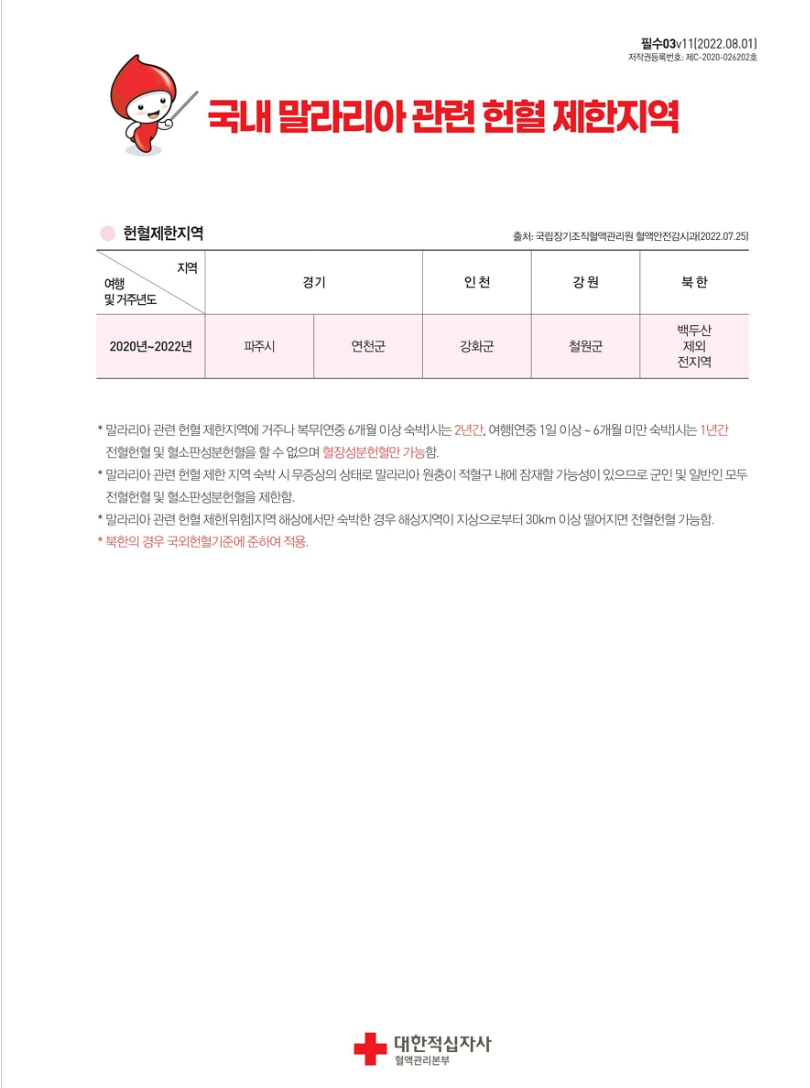 필수03v11(2022.08.01)
저작권등록번호: 제C-2020-026202호
국내 말라리아 관련 헌혈 제한지역
헌혈제한지역
출처: 국립장기조직혈액관리원 혈액안전감시과(2022.07.25)
지역
여행
및 거주년도
경기
인천
강원
북한
2020년~2022년
파주시
연천군
강화군
철원군
백두산
제외
전지역
* 말라리아 관련 헌혈 제한지역에 거주나 복무(연중 6개월 이상 숙박)시는 2년간, 여행(연중 1일 이상 ~ 6개월 미만 숙박)시는 1년간
전혈헌혈 및 혈소판성분헌혈을 할 수 없으며 혈장성분헌혈만 가능함.
* 말라리아 관련 헌혈 제한 지역 숙박 시 무증상의 상태로 말라리아 원충이 적혈구 내에 잠재할 가능성이 있으므로 군인 및 일반인 모두
전혈헌혈 및 혈소판성분헌혈을 제한함.
* 말라리아 관련 헌혈 제한(위험)지역 해상에서만 숙박한 경우 해상지역이 지상으로부터 30km 이상 떨어지면 전혈헌혈 가능함.
* 북한의 경우 국외헌혈기준에 준하여 적용.
대한적십자사
혈액관리본부